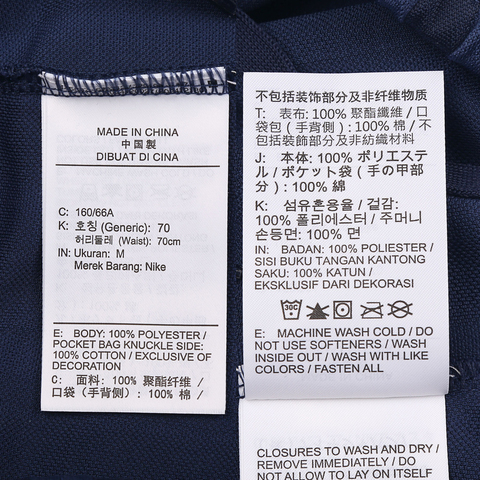 MADE IN CHINA
中国製
DIBUAT DI CINA
C: 160/66A
K: 호칭 (Generic): 70
허리둘레 (Waist): 70cm
IN: Ukuran: M
Merek Barang: Nike
E: BODY: 100% POLYESTER /
POCKET BAG KNUCKLE SIDE:
100% COTTON / EXCLUSIVE OF
DECORATION
C: 面料: 100% 聚酯纤维 /
口袋 (手背侧): 100% 棉 /
不包括装饰部分及非纤维物质
T: 表布: 100% 聚酯纖維 / 口
袋包 (手背側): 100% 棉 / 不
包括裝飾部分及非紡織材料
J: 本体: 100% ポリエステ
ル / ポケット袋 (手の甲部
分): 100% 綿
K: 섬유혼용율 / 겉감:
100% 폴리에스터 / 주머니
손등면: 100% 면
IN: BADAN: 100% POLIESTER /
SISI BUKU TANGAN KANTONG
SAKU: 100% KATUN /
EKSKLUSIF DARI DEKORASI
30C
E: MACHINE WASH COLD / DO
NOT USE SOFTENERS / WASH
INSIDE OUT / WASH WITH LIKE
COLORS / FASTEN ALL
CLOSURES TO WASH AND DRY /
REMOVE IMMEDIATELY / DO
NOT ALLOW TO LAY ON ITSELF